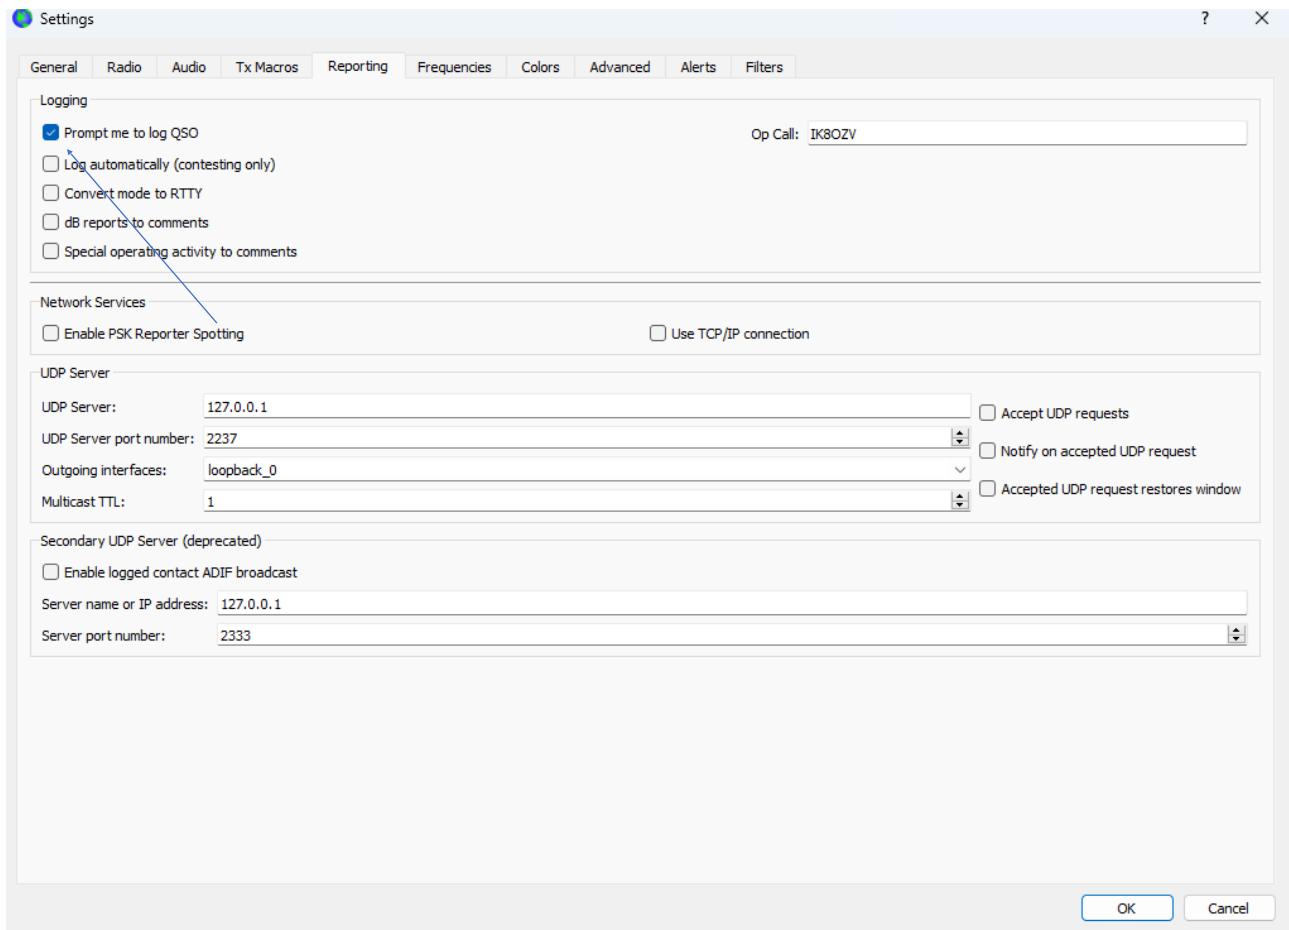 Settings
?
General Radio Audio Tx Macros Reporting Frequencies Colors Advanced Alerts Filters
Logging
Prompt me to log QSO
Op Call: IK8OZV
Log automatically (contesting only)
Convert mode to RTTY
dB reports to comments
Special operating activity to comments
Network Services
Enable PSK Reporter Spotting
Use TCP/IP connection
UDP Server
UDP Server: 127.0.0.1
Accept UDP requests
UDP Server port number: 2237
Notify on accepted UDP request
Outgoing interfaces: loopback_0
Accepted UDP request restores window
Multicast TTL: 1
Secondary UDP Server (deprecated)
Enable logged contact ADIF broadcast
Server name or IP address: 127.0.0.1
Server port number: 2333
OK Cancel